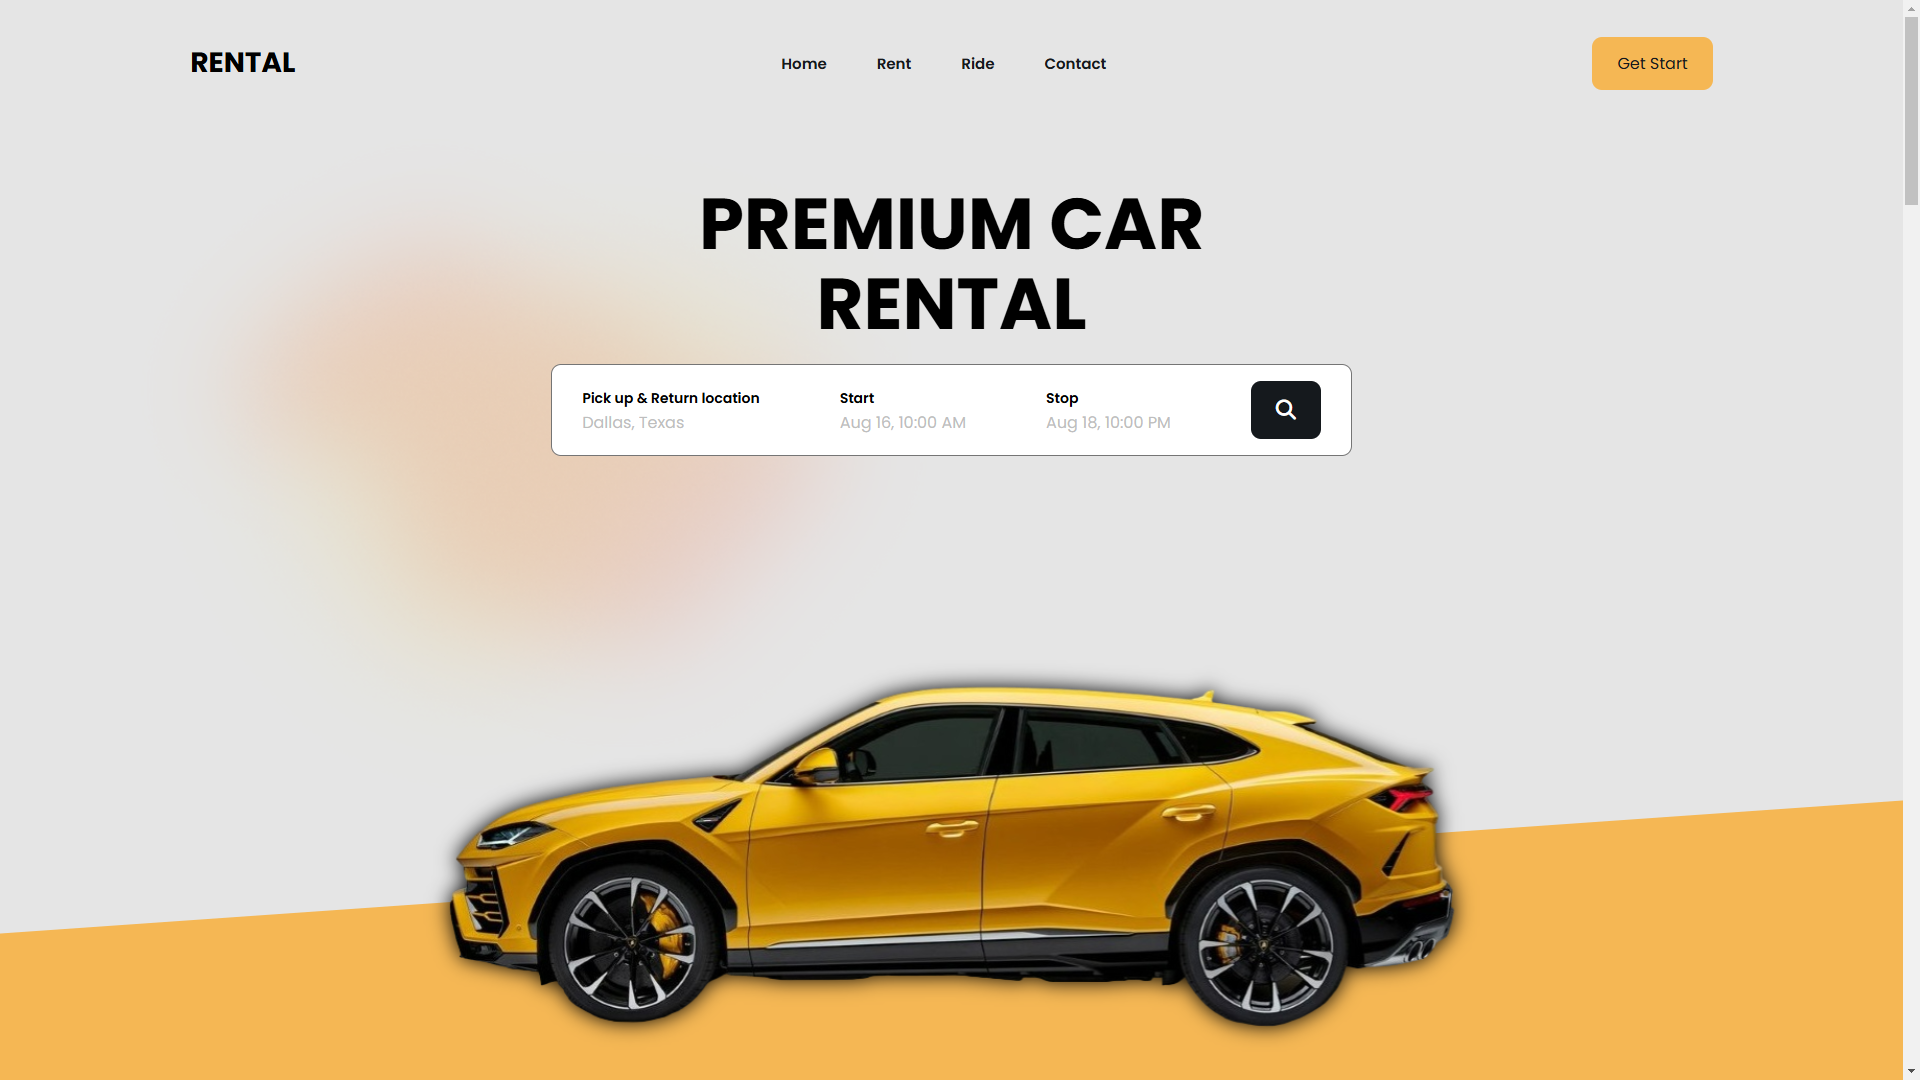 RENTAL
Home Rent Ride Contact
Get Start
PREMIUM CAR
RENTAL
Pick up & Return location
Dallas, Texas
Start
Aug 16, 10:00 AM
Stop
Aug 18, 10:00 PM